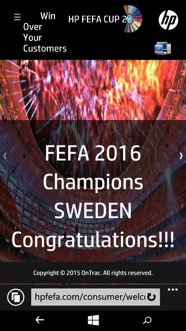 Win
Over
Your
Customers
HP FEFA CUP
hp
FEFA 2016
Champions
SWEDEN
Congratulations!!!
Copyright © 2015 OnTrac. All rights reserved.
hpfefa.com/consumer/welc